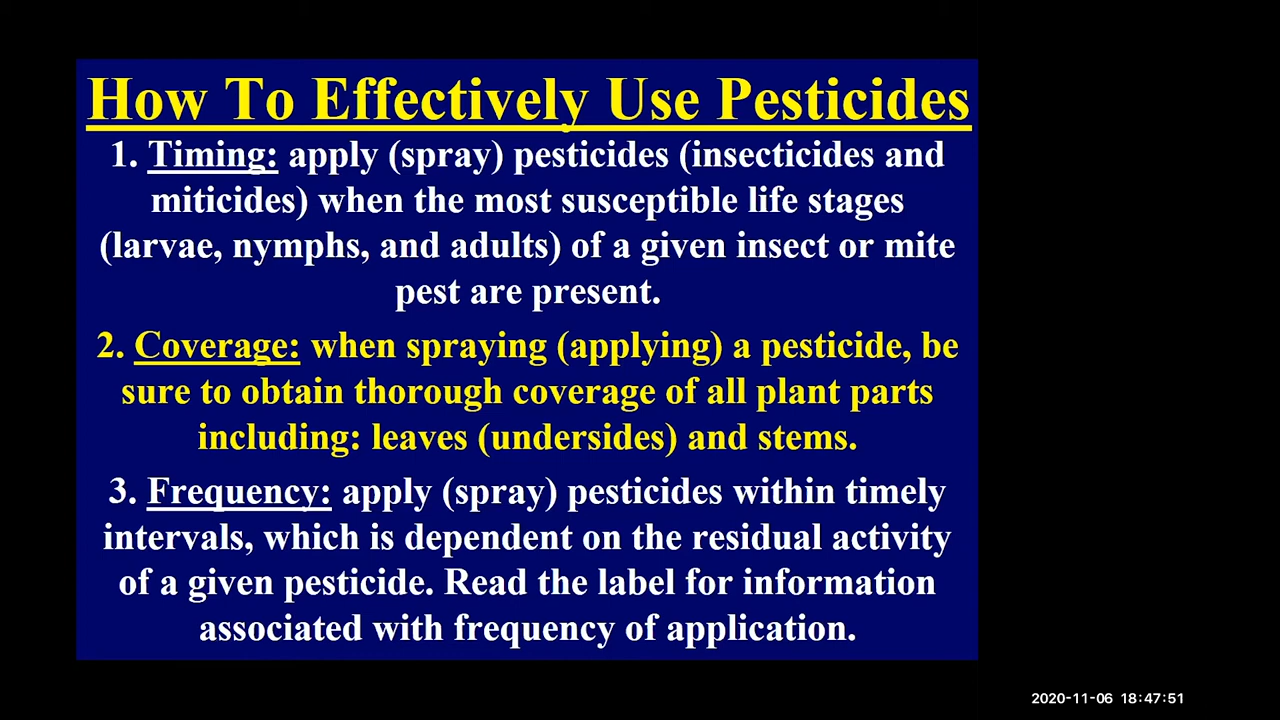 How To Effectively Use Pesticides
1. Timing: apply (spray) pesticides (insecticides and
miticides) when the most susceptible life stages
(larvae, nymphs, and adults) of a given insect or mite
pest are present.
2. Coverage: when spraying (applying) a pesticide, be
sure to obtain thorough coverage of all plant parts
including: leaves (undersides) and stems.
3. Frequency: apply (spray) pesticides within timely
intervals, which is dependent on the residual activity
of a given pesticide. Read the label for information
associated with frequency of application.
2020-11-06 18:47:51